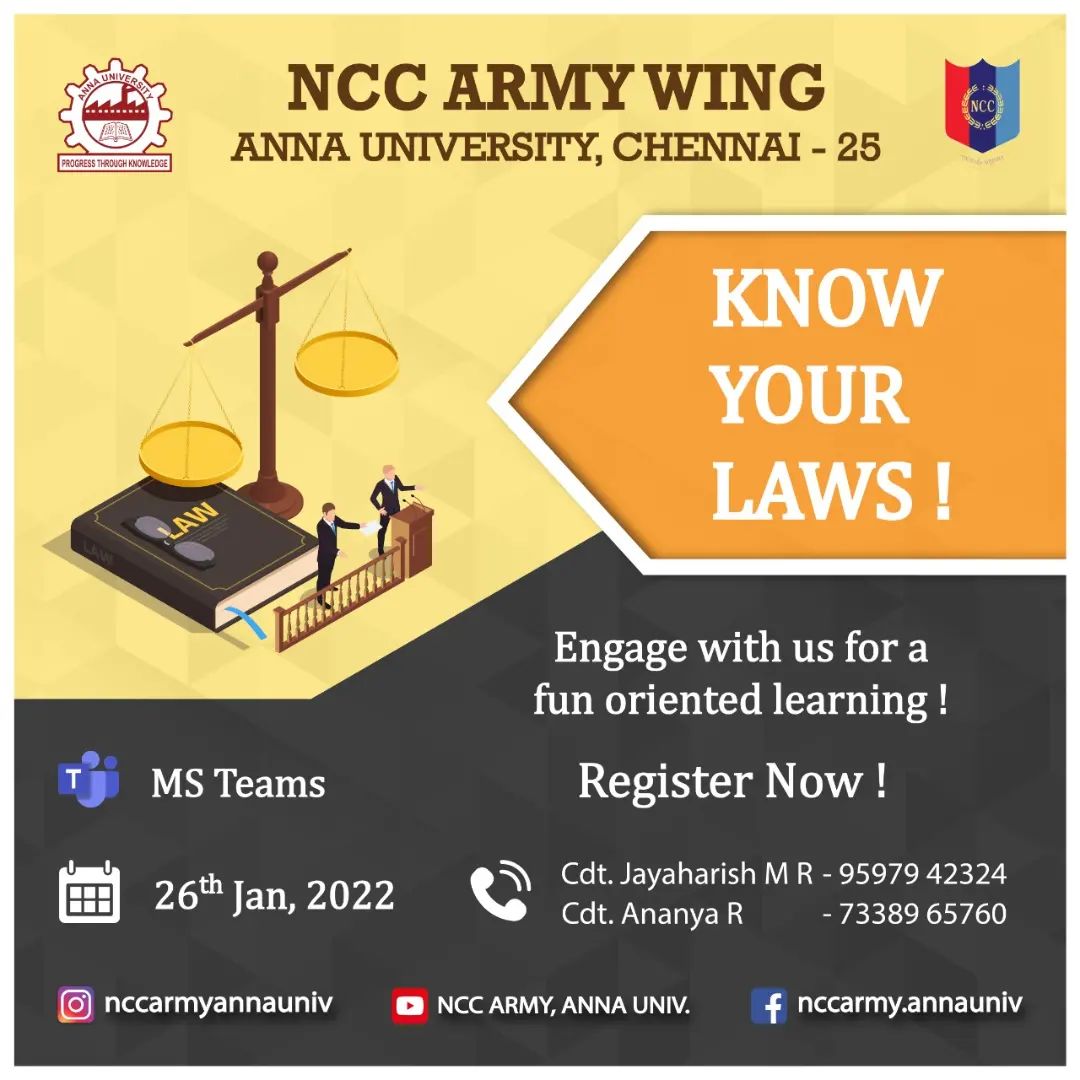 ANNA UNIVERSITY
PROGRESS THROUGH KNOWLEDGE
NCC ARMY WING
ANNA UNIVERSITY, CHENNAI - 25
NCC
KNOW
YOUR
LAWS !
LAW
LAW
Engage with us for a
fun oriented learning !
T
MS Teams
Register Now !
26th Jan, 2022
Cdt. Jayaharish M R - 95979 42324
Cdt. Ananya R - 73389 65760
nccarmyannauniv
NCC ARMY, ANNA UNIV.
nccarmy.annauniv